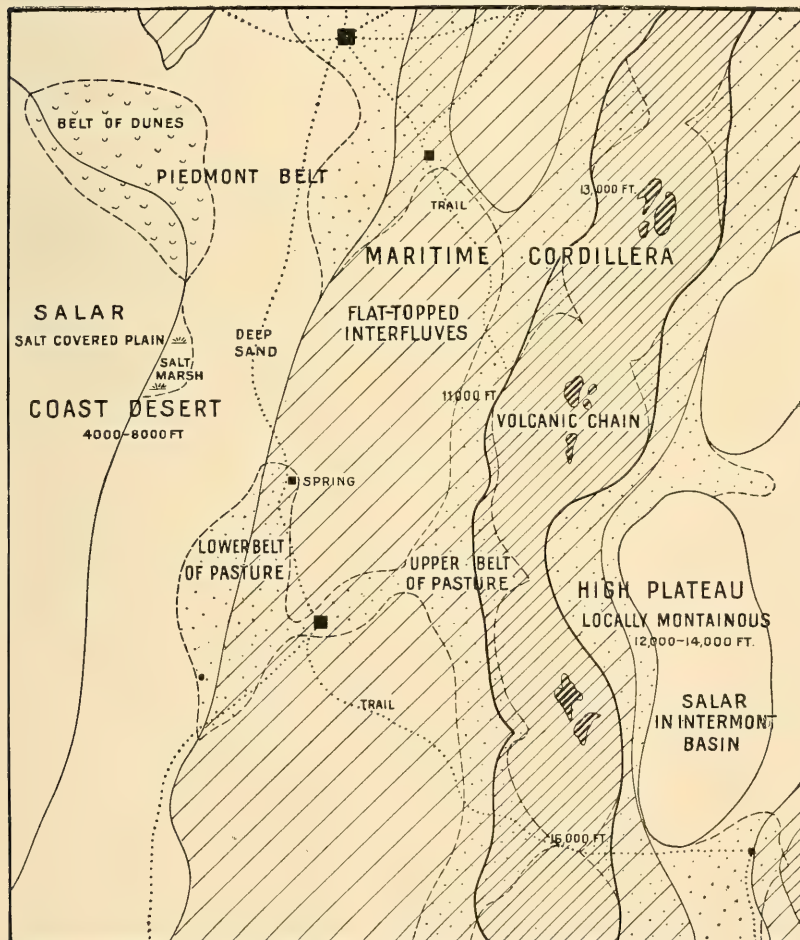 BELT OF DUNES
PIEDMONT BELT
13,000 FT.
TRAIL
MARITIME CORDILLERA
SALAR
SALT COVERED PLAIN
SALT
MARSH
DEEP
SAND
FLAT-TOPPED
INTERFLUVES
COAST DESERT
4000-8000 FT
11000 FT
VOLCANIC CHAIN
SPRING
LOWER BELT
OF PASTURE
UPPER BELT
OF PASTURE
HIGH PLATEAU
LOCALLY MONTAINOUS
12,000-14,000 FT.
TRAIL
SALAR
IN INTERMONT
BASIN
15,000 FT